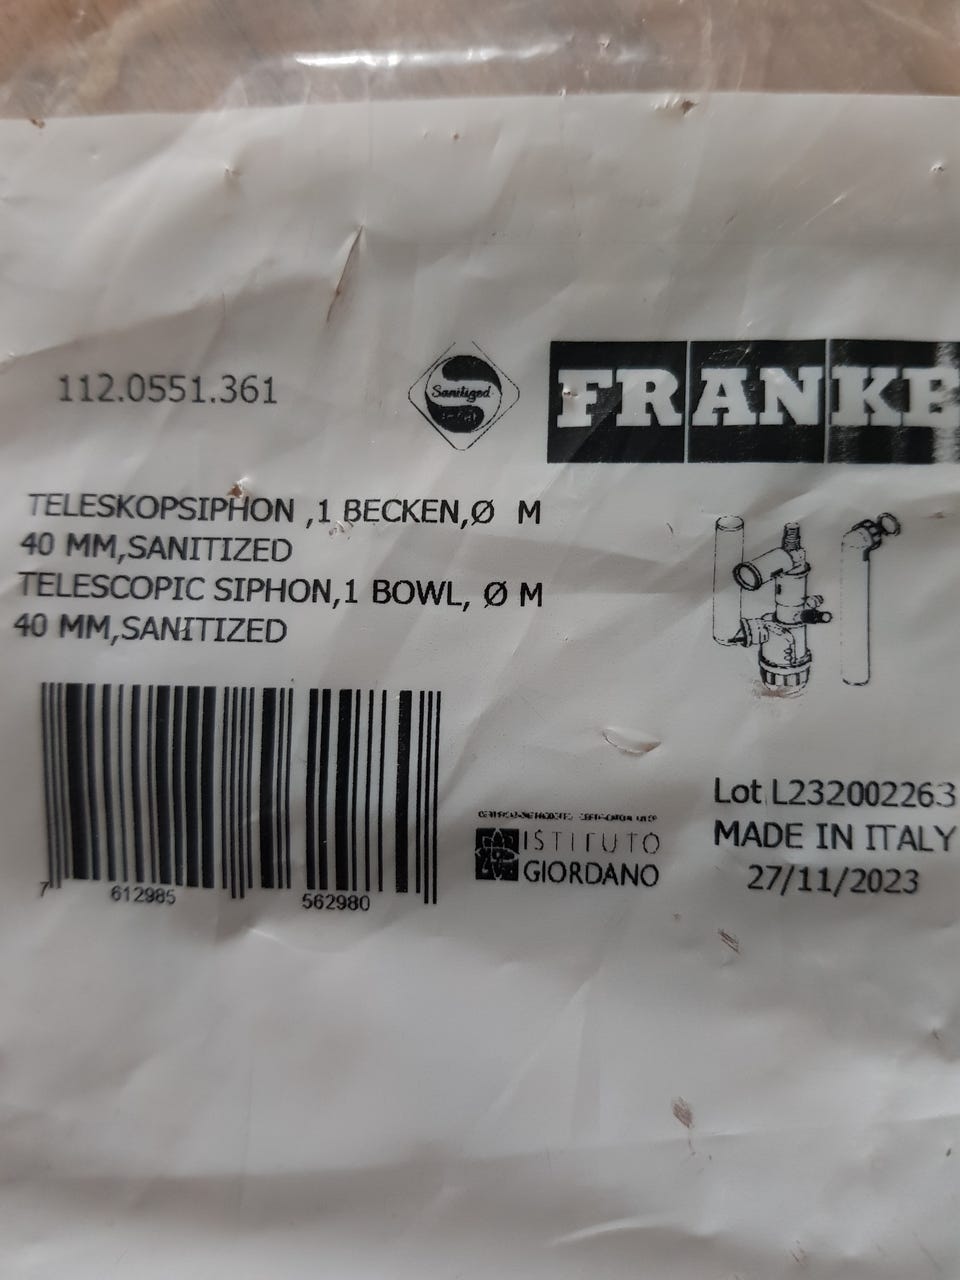 112.0551.361
Sanitized
FRANKE
TELESKOPSIPHON ,1 BECKEN,Ø M
40 MM,SANITIZED
TELESCOPIC SIPHON,1 BOWL, Ø M
40 MM,SANITIZED
7 612985 562980
ISTITUTO
GIORDANO
Lot L232002263
MADE IN ITALY
27/11/2023